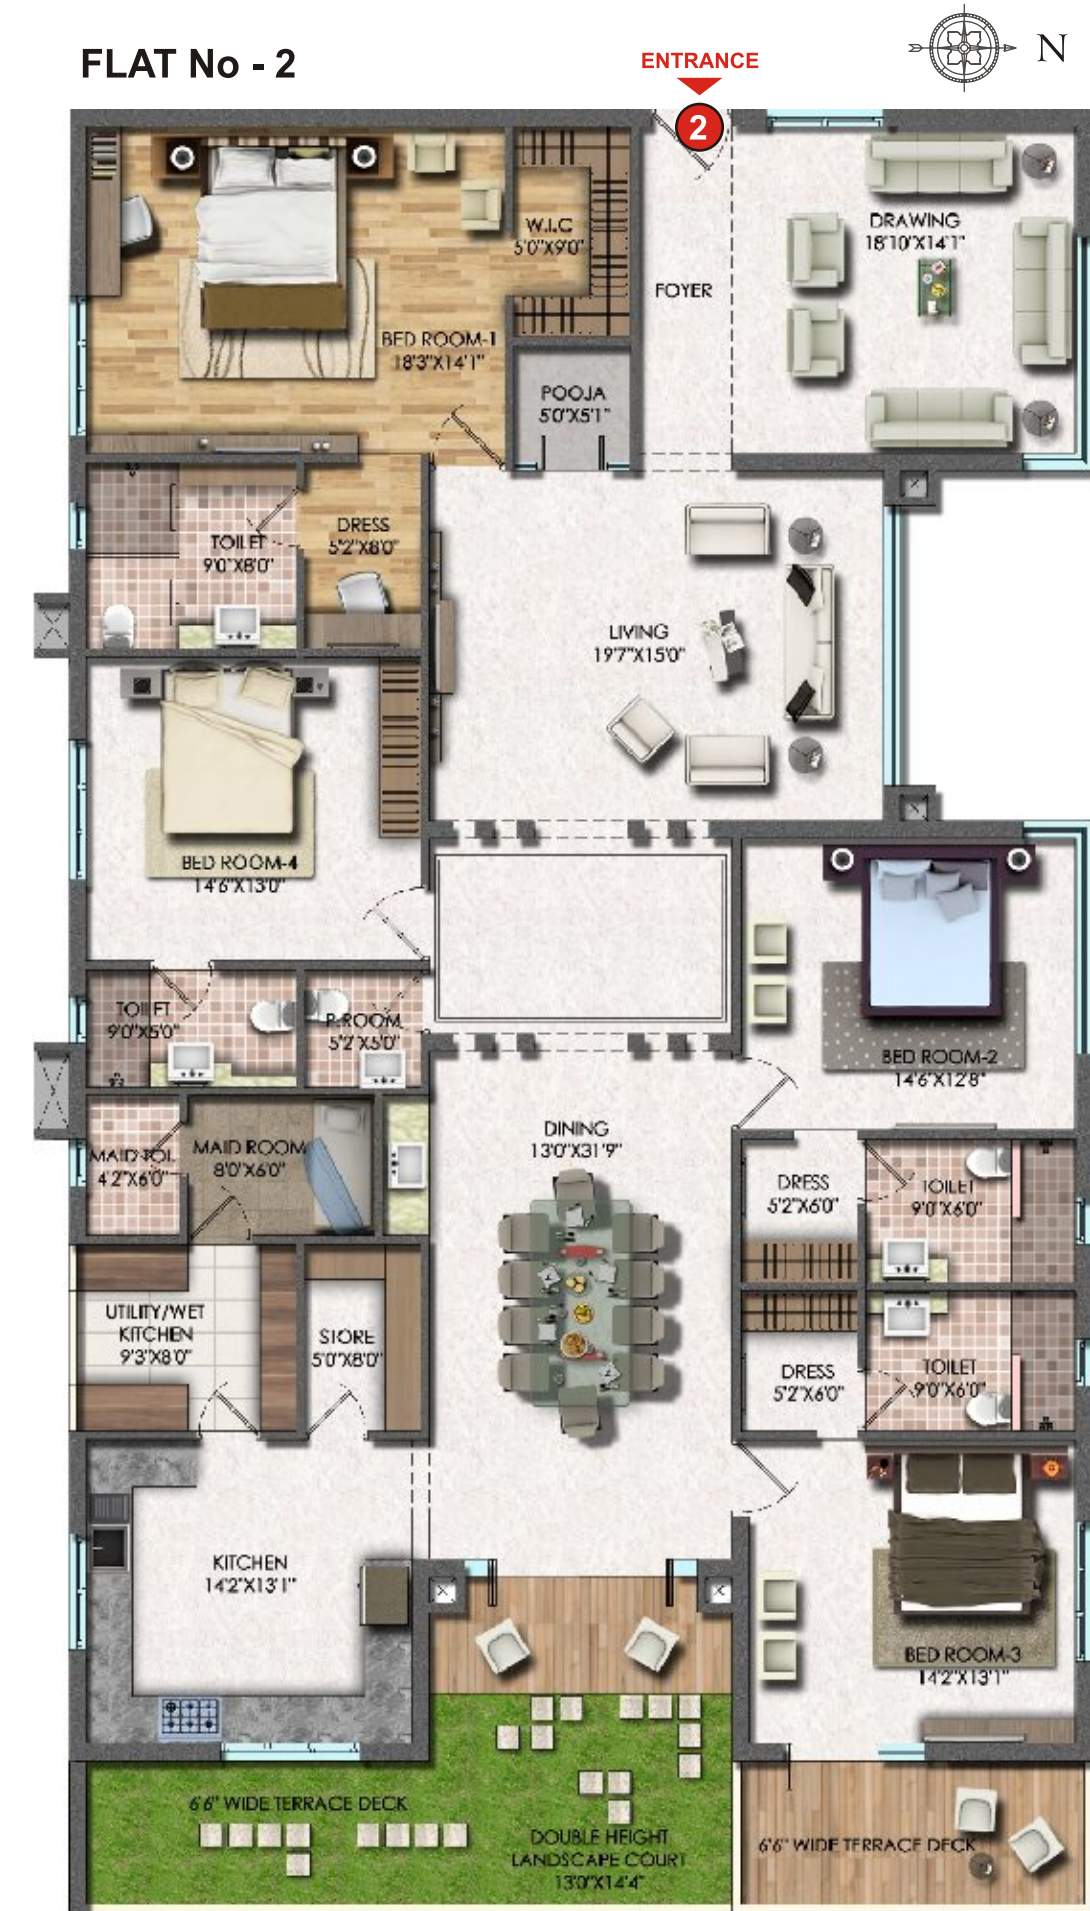 FLAT No - 2
ENTRANCE
2
N
W.I.C
5'0"X9'0"
DRAWING
18'10"X14'1"
FOYER
BED ROOM-1
18'3"X14'1"
POOJA
5'0"X5'1"
TOILET
9'0"X8'0"
DRESS
5'2"X8'0"
LIVING
19'7"X15'0"
BED ROOM-4
14'6"X13'0"
TOILET
9'0"X5'0"
P.ROOM
5'2"X5'0"
BED ROOM-2
14'6"X12'8"
MAID TOI.
4'2"X6'0"
MAID ROOM
8'0"X6'0"
DINING
13'0"X31'9"
DRESS
5'2"X6'0"
TOILET
9'0"X6'0"
UTILITY/WET
KITCHEN
9'3"X8'0"
STORE
5'0"X8'0"
DRESS
5'2"X6'0"
TOILET
9'0"X6'0"
KITCHEN
14'2"X13'1"
BED ROOM-3
14'2"X13'1"
6'6" WIDE TERRACE DECK
DOUBLE HEIGHT
LANDSCAPE COURT
13'0"X14'4"
6'6" WIDE TERRACE DECK